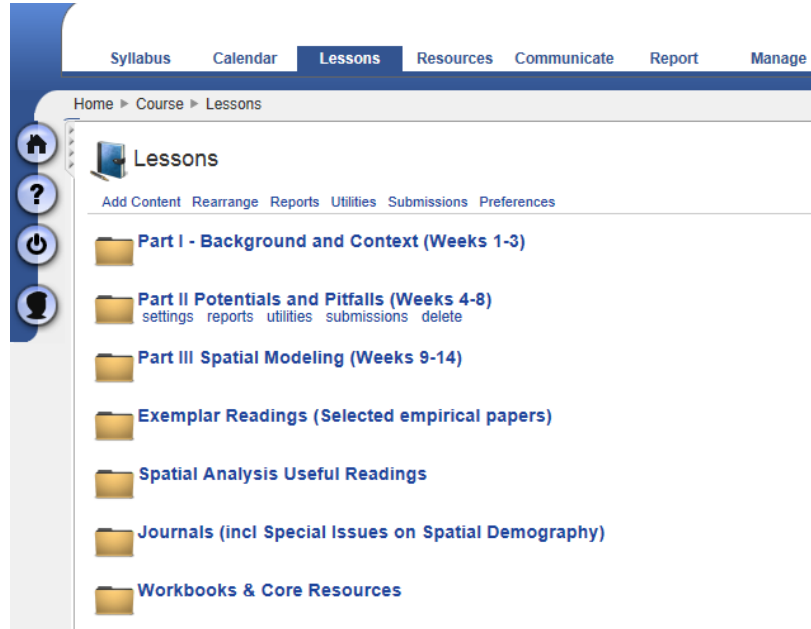 Syllabus Calendar Lessons Resources Communicate Report Manage
Home ▶ Course ▶ Lessons
?
Lessons
Add Content Rearrange Reports Utilities Submissions Preferences
Part I - Background and Context (Weeks 1-3)
Part II Potentials and Pitfalls (Weeks 4-8)
settings reports utilities submissions delete
Part III Spatial Modeling (Weeks 9-14)
Exemplar Readings (Selected empirical papers)
Spatial Analysis Useful Readings
Journals (incl Special Issues on Spatial Demography)
Workbooks & Core Resources